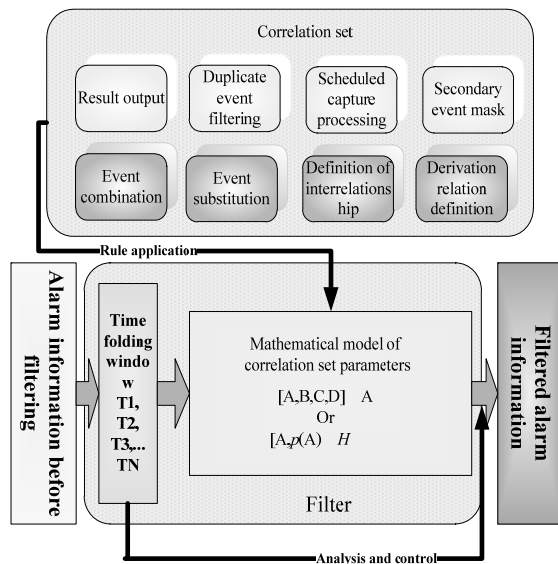 Correlation set
Result output
Duplicate
event
filtering
Scheduled
capture
processing
Secondary
event mask
Event
combination
Event
substitution
Definition of
interrelations
hip
Derivation
relation
definition
Rule application
Alarm information before
filtering
Time
folding
windo
w
T1,
T2,
T3,...
TN
Mathematical model of
correlation set parameters
[A,B,C,D] A
Or
[A,p(A) H
Filter
Filtered alarm
information
Analysis and control